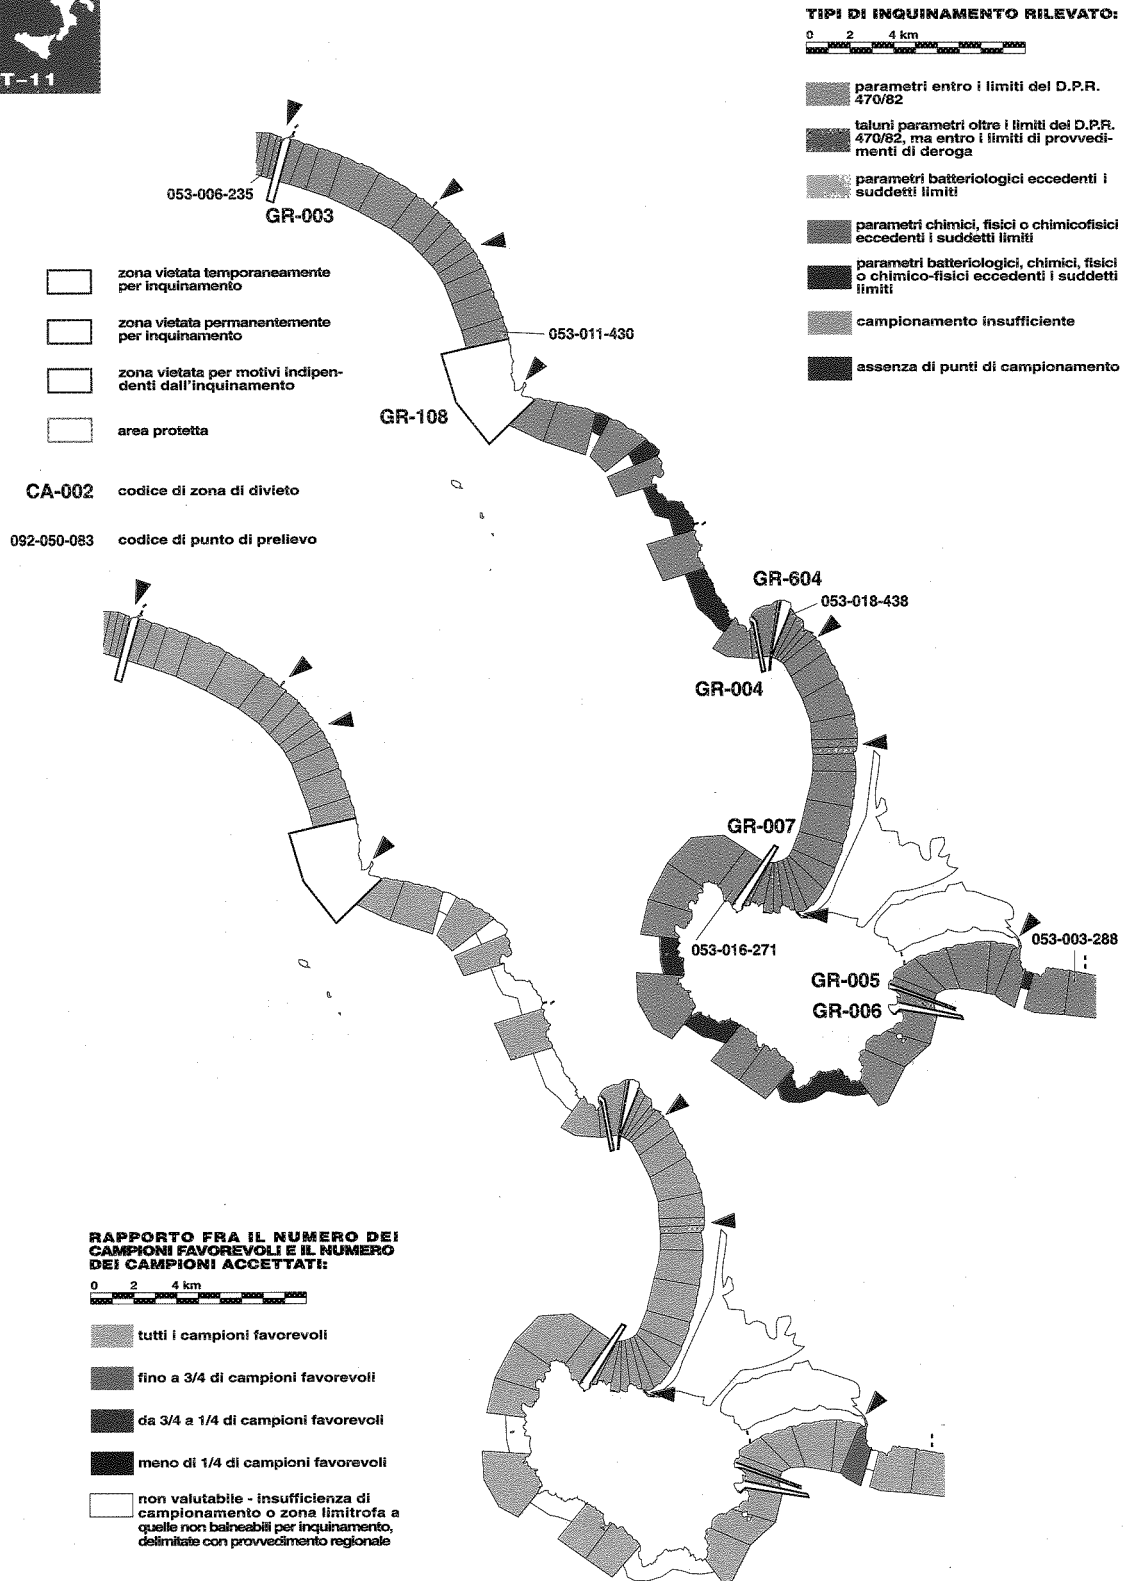 T-11
TIPI DI INQUINAMENTO RILEVATO:
0 2 4 km
parametri entro i limiti del D.P.R.
470/82
taluni parametri oltre i limiti del D.P.R.
470/82, ma entro i limiti di provvedi-
menti di deroga
parametri batteriologici eccedenti i
suddetti limiti
parametri chimici, fisici o chimicofisici
eccedenti i suddetti limiti
parametri batteriologici, chimici, fisici
o chimico-fisici eccedenti i suddetti
limiti
campionamento insufficiente
assenza di punti di campionamento
053-006-235
GR-003
zona vietata temporaneamente
per inquinamento
zona vietata permanentemente
per inquinamento
zona vietata per motivi indipen-
denti dall'inquinamento
area protetta
CA-002 codice di zona di divieto
092-050-083 codice di punto di prelievo
053-011-430
GR-108
GR-604
053-018-438
GR-004
GR-007
053-016-271
053-003-288
GR-005
GR-006
RAPPORTO FRA IL NUMERO DEI
CAMPIONI FAVOREVOLI E IL NUMERO
DEI CAMPIONI ACCETTATI:
0 2 4 km
tutti i campioni favorevoli
fino a 3/4 di campioni favorevoli
da 3/4 a 1/4 di campioni favorevoli
meno di 1/4 di campioni favorevoli
non valutabile - insufficienza di
campionamento o zona limitrofa a
quelle non balneabili per inquinamento,
delimitate con provvedimento regionale